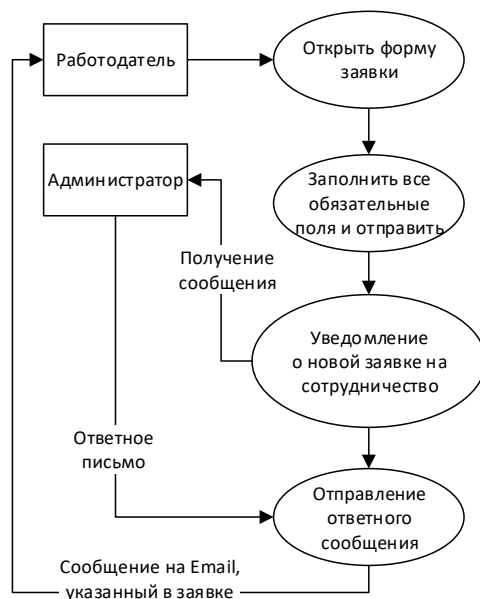 Работодатель
Открыть форму
заявки
Администратор
Заполнить все
обязательные
поля и отправить
Получение
сообщения
Уведомление
о новой заявке на
сотрудничество
Ответное
письмо
Отправление
ответного
сообщения
Сообщение на Email,
указанный в заявке